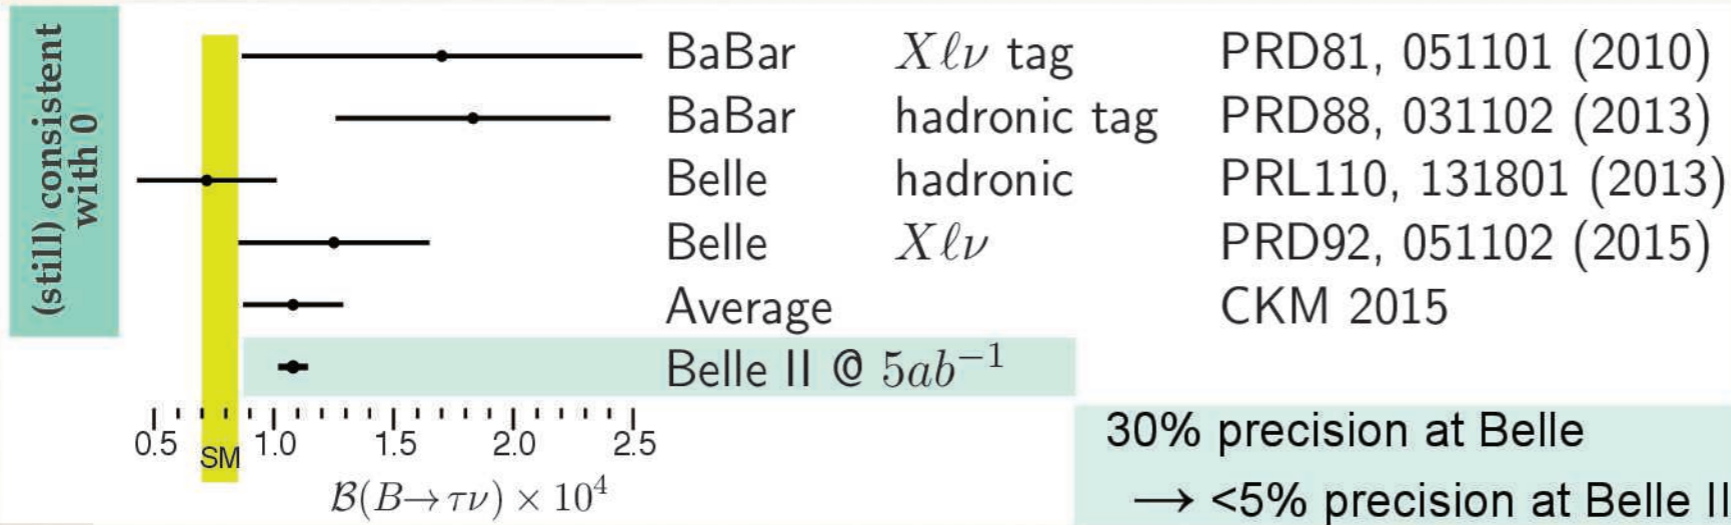 (still) consistent
with 0
BaBar Xℓν tag PRD81, 051101 (2010)
BaBar hadronic tag PRD88, 031102 (2013)
Belle hadronic PRL110, 131801 (2013)
Belle Xℓν PRD92, 051102 (2015)
Average CKM 2015
Belle II @ 5ab⁻¹
0.5 1.0 1.5 2.0 2.5
SM
ℬ(B→τν) × 10⁴
30% precision at Belle
→ <5% precision at Belle II